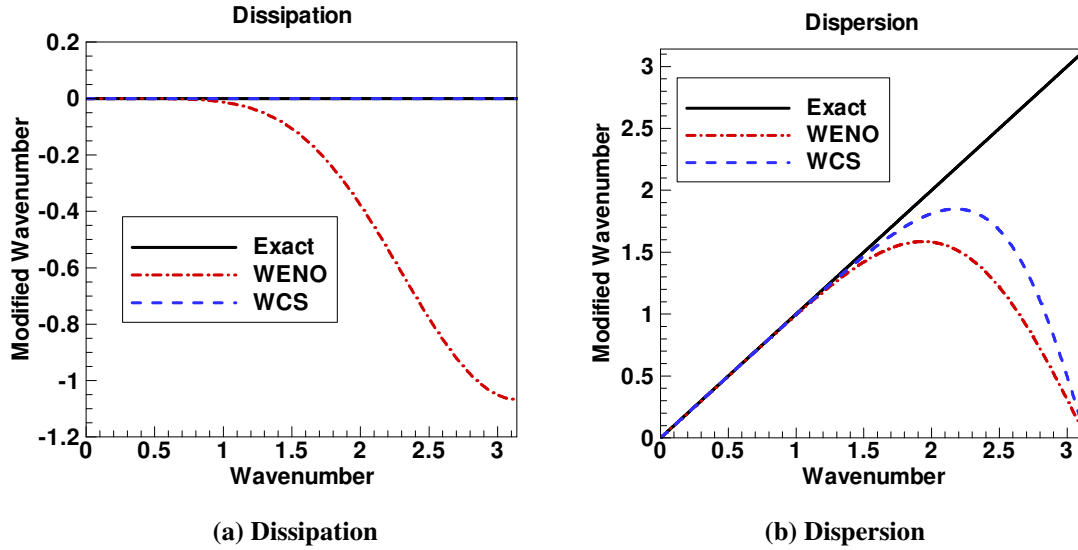 Dissipation
0.2
0
-0.2
-0.4
-0.6
-0.8
-1
-1.2
Modified Wavenumber
Exact
WENO
WCS
0 0.5 1 1.5 2 2.5 3
Wavenumber
(a) Dissipation
Dispersion
3
2.5
2
1.5
1
0.5
0
Modified Wavenumber
Exact
WENO
WCS
0 0.5 1 1.5 2 2.5 3
Wavenumber
(b) Dispersion